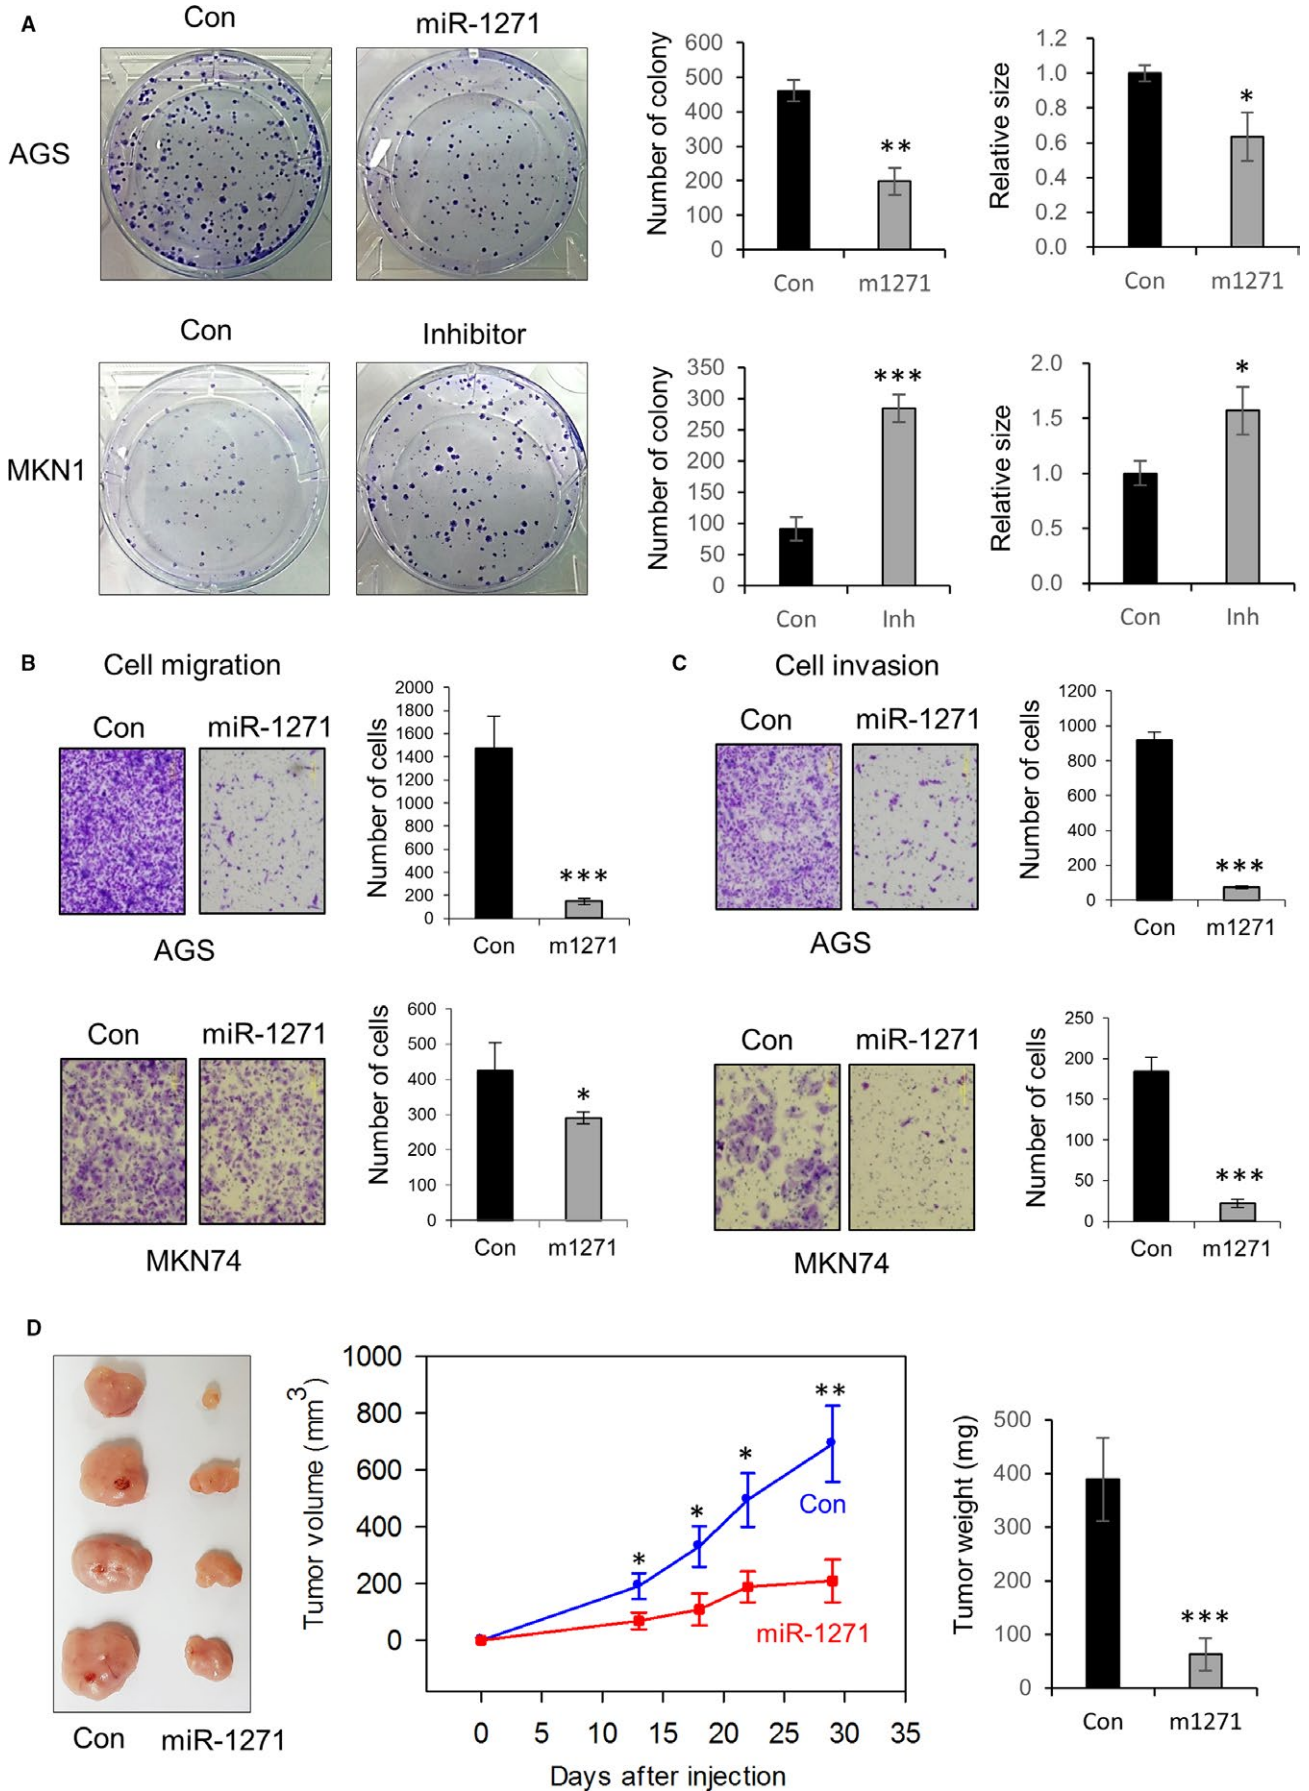 A
Con
miR-1271
AGS
Number of colony
600
500
400
300
200
100
0
**
Con
m1271
Relative size
1.2
1.0
0.8
0.6
0.4
0.2
0.0
*
Con
m1271
Con
Inhibitor
MKN1
Number of colony
350
300
250
200
150
100
50
0
***
Con
Inh
Relative size
2.0
1.5
1.0
0.5
0.0
*
Con
Inh
B
Cell migration
Con
miR-1271
AGS
Number of cells
2000
1800
1600
1400
1200
1000
800
600
400
200
0
***
Con
m1271
Con
miR-1271
MKN74
Number of cells
600
500
400
300
200
100
0
*
Con
m1271
C
Cell invasion
Con
miR-1271
AGS
Number of cells
1200
1000
800
600
400
200
0
***
Con
m1271
Con
miR-1271
MKN74
Number of cells
250
200
150
100
50
0
***
Con
m1271
D
Con
miR-1271
Tumor volume (mm3)
1000
800
600
400
200
0
*
*
*
**
Con
miR-1271
0
5
10
15
20
25
30
35
Days after injection
Tumor weight (mg)
500
400
300
200
100
0
***
Con
m1271